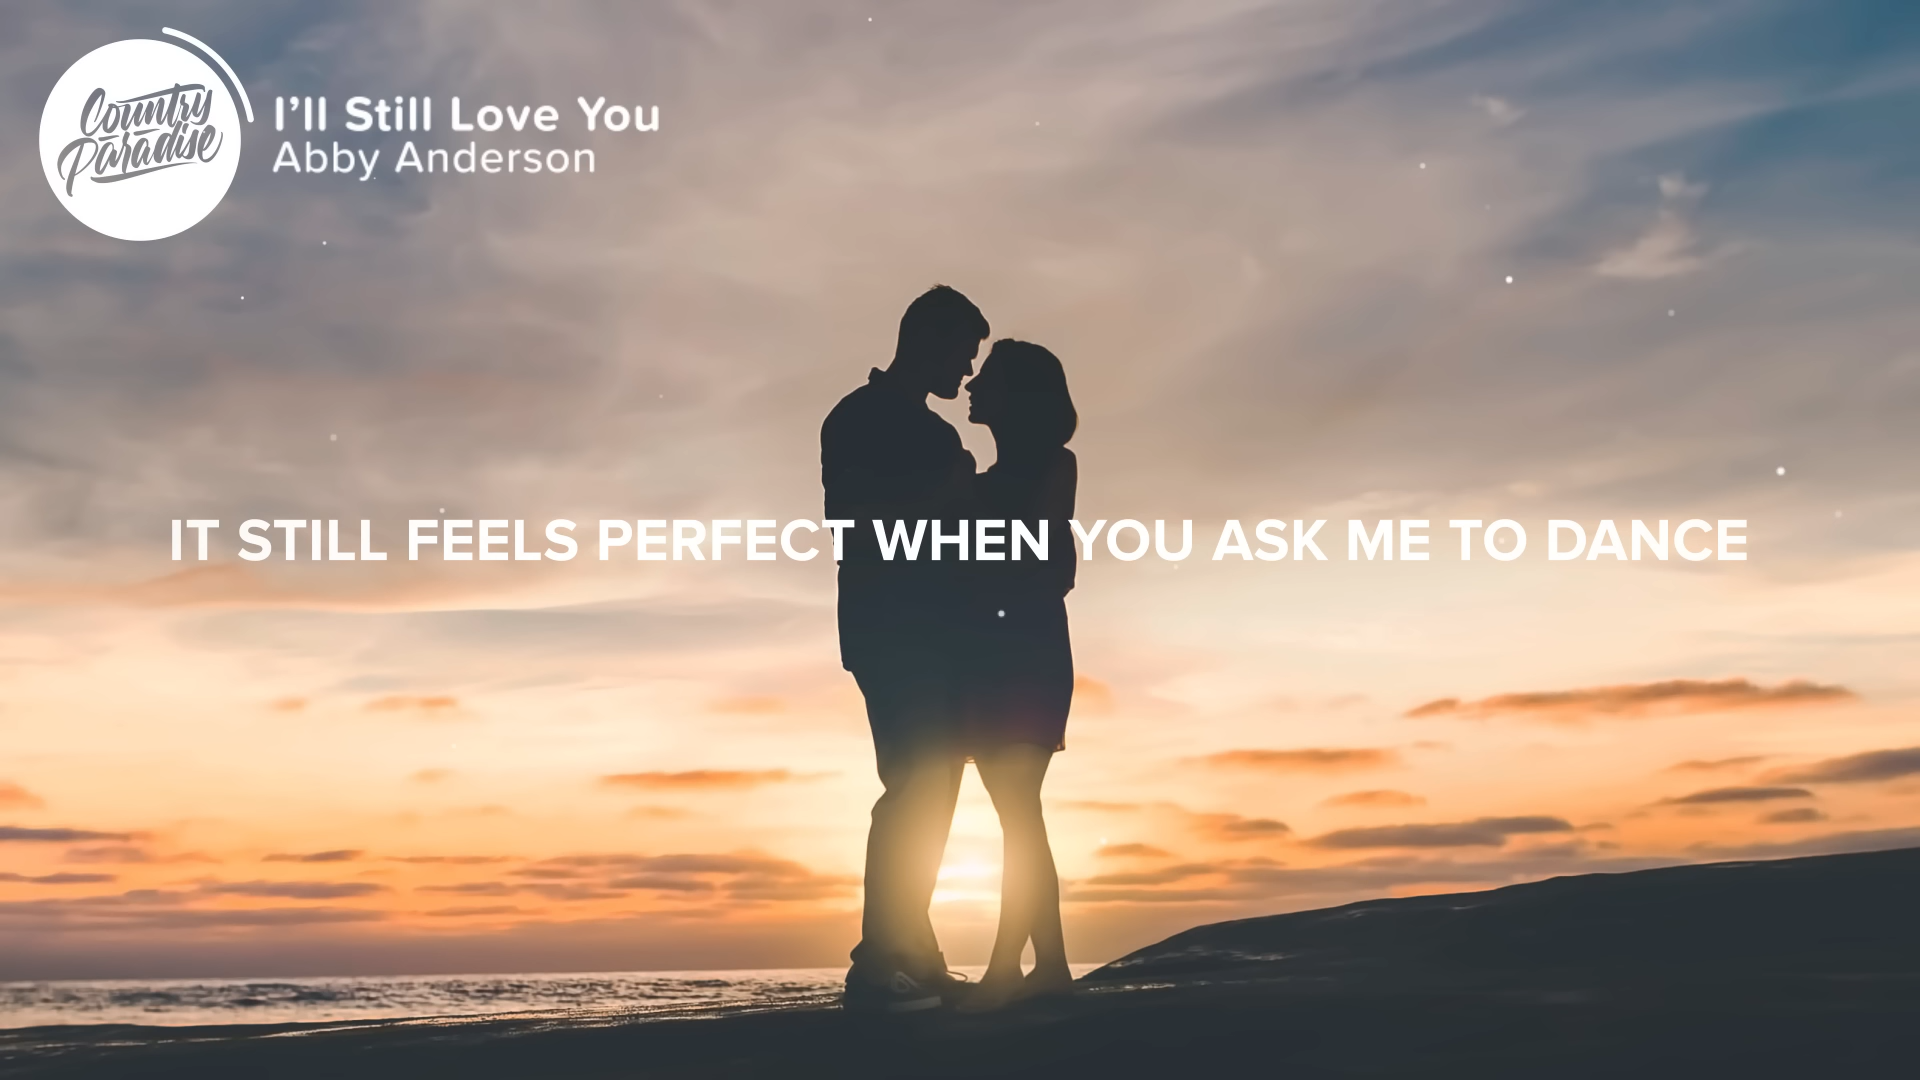 Country
Paradise
I'll Still Love You
Abby Anderson
IT STILL FEELS PERFECT WHEN YOU ASK ME TO DANCE